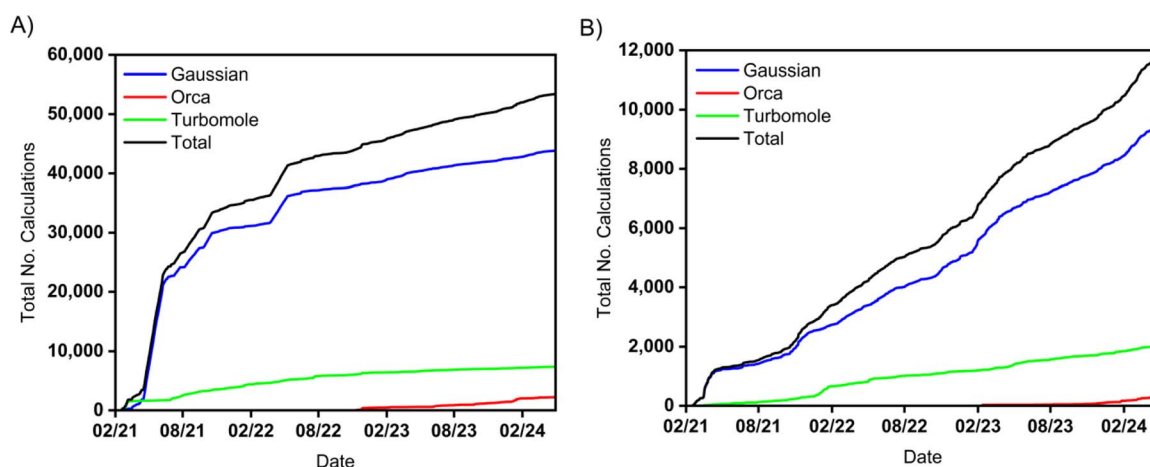 A)
60,000
50,000
40,000
30,000
20,000
10,000
0
Total No. Calculations
Gaussian
Orca
Turbomole
Total
02/21 08/21 02/22 08/22 02/23 08/23 02/24
Date
B)
12,000
10,000
8,000
6,000
4,000
2,000
0
Total No. Calculations
Gaussian
Orca
Turbomole
Total
02/21 08/21 02/22 08/22 02/23 08/23 02/24
Date